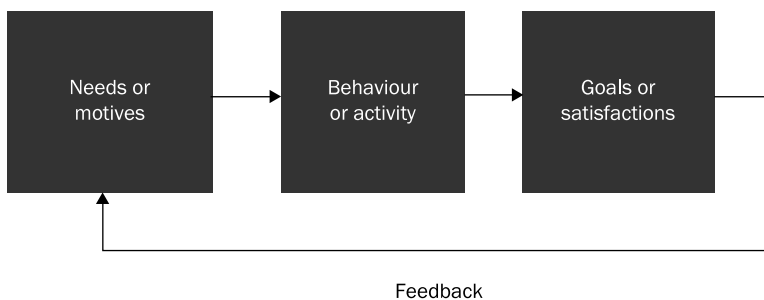 Needs or
motives
Behaviour
or activity
Goals or
satisfactions
Feedback